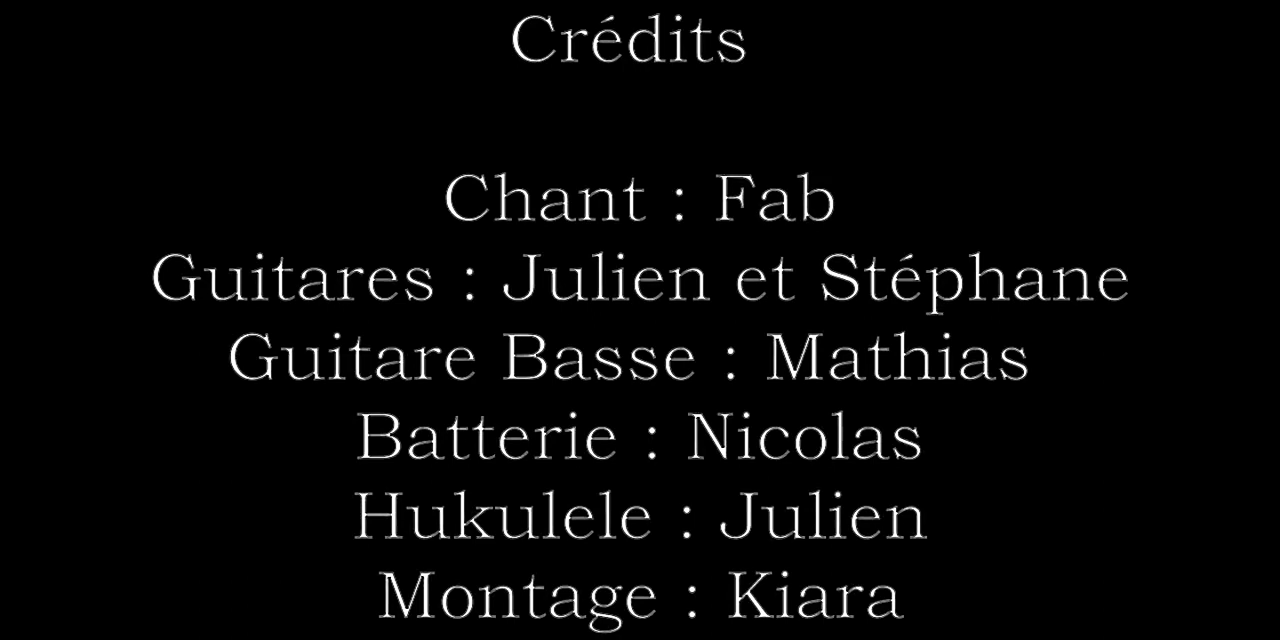 Crédits
Chant : Fab
Guitares : Julien et Stéphane
Guitare Basse : Mathias
Batterie : Nicolas
Hukulele : Julien
Montage : Kiara